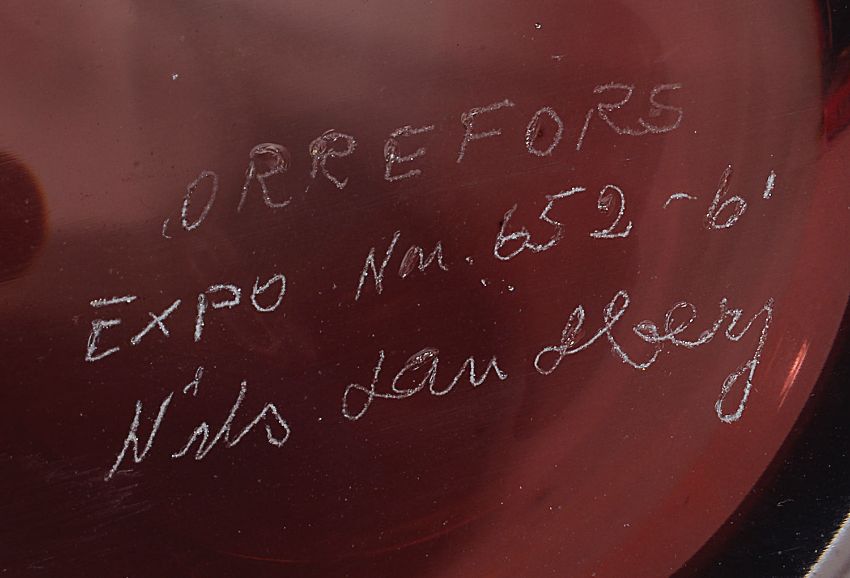 ORREFORS
EXPO Nr. 652-61
Nils Landberg